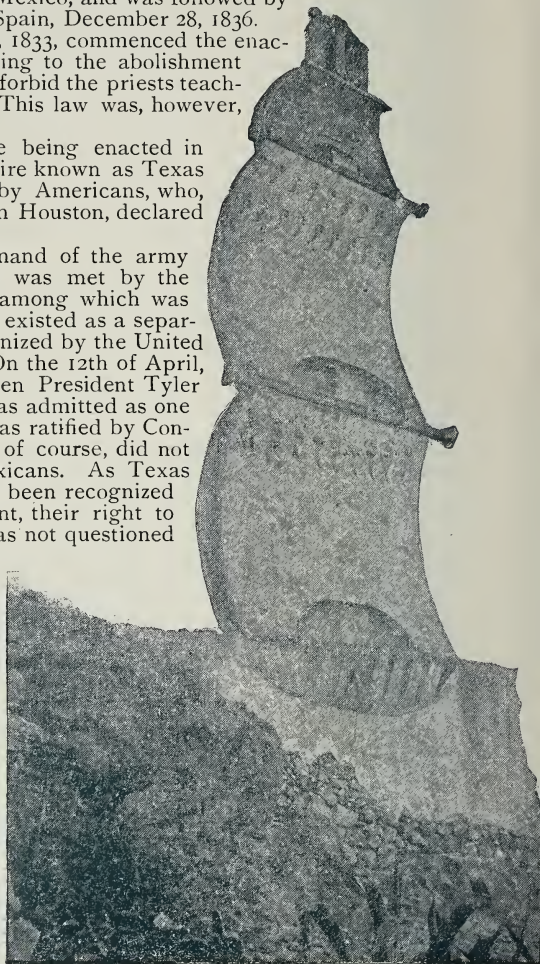 Mexico, and was followed by
Spain, December 28, 1836.
, 1833, commenced the enac-
ing to the abolishment
forbid the priests teach-
This law was, however,
e being enacted in
ire known as Texas
by Americans, who,
n Houston, declared
nand of the army
was met by the
among which was
existed as a separ-
nized by the United
On the 12th of April,
en President Tyler
as admitted as one
as ratified by Con-
of course, did not
xicans. As Texas
been recognized
nt, their right to
as not questioned